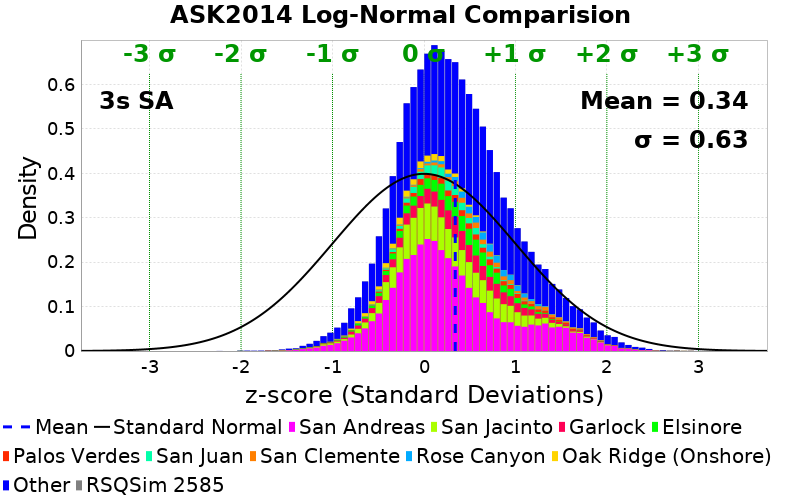 ASK2014 Log-Normal Comparision
-3 σ -2 σ -1 σ 0 σ +1 σ +2 σ +3 σ
3s SA
Mean = 0.34
σ = 0.63
Density
0.6
0.5
0.4
0.3
0.2
0.1
0
-3 -2 -1 0 1 2 3
z-score (Standard Deviations)
Mean Standard Normal San Andreas San Jacinto Garlock Elsinore
Palos Verdes San Juan San Clemente Rose Canyon Oak Ridge (Onshore)
Other RSQSim 2585